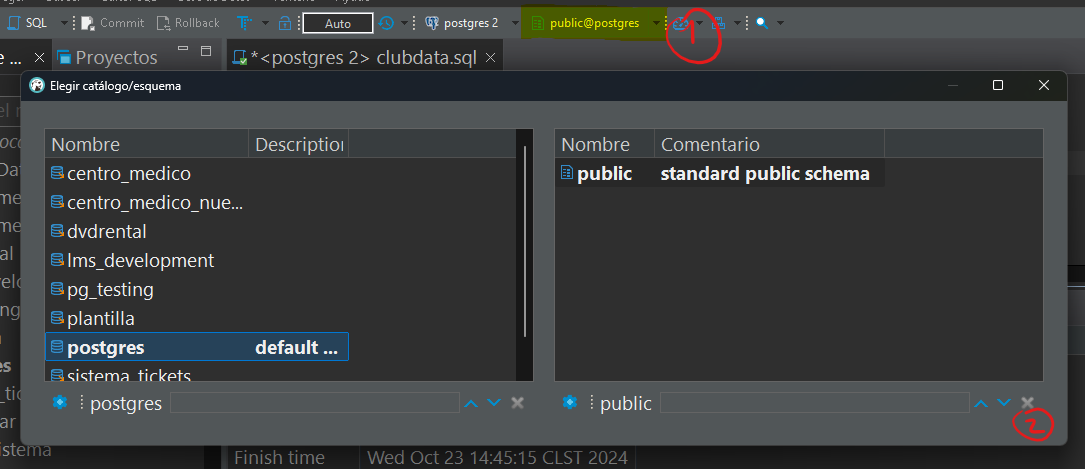 SQL Commit Rollback Auto postgres 2 public@postgres
1
Proyectos *<postgres 2> clubdata.sql
Elegir catálogo/esquema
Nombre Description
centro_medico
centro_medico_nue...
dvdrental
lms_development
pg_testing
plantilla
postgres default ...
sistema_tickets
postgres
Nombre Comentario
public standard public schema
public
2
Finish time Wed Oct 23 14:45:15 CLST 2024